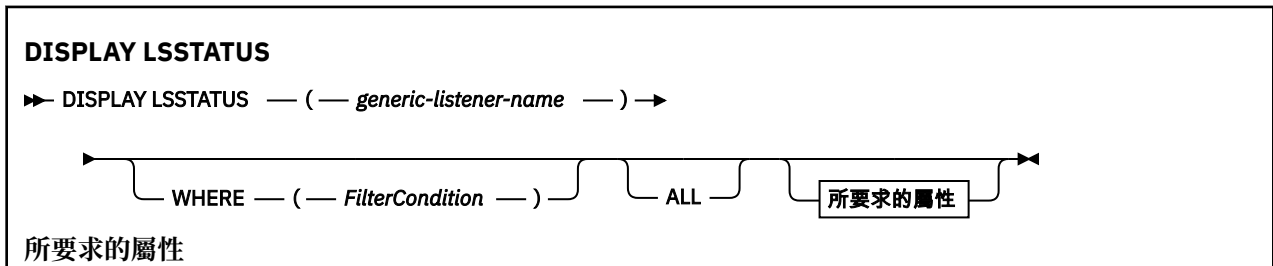 DISPLAY LSSTATUS
DISPLAY LSSTATUS ( generic-listener-name )
WHERE ( FilterCondition ) ALL 所要求的屬性
所要求的屬性